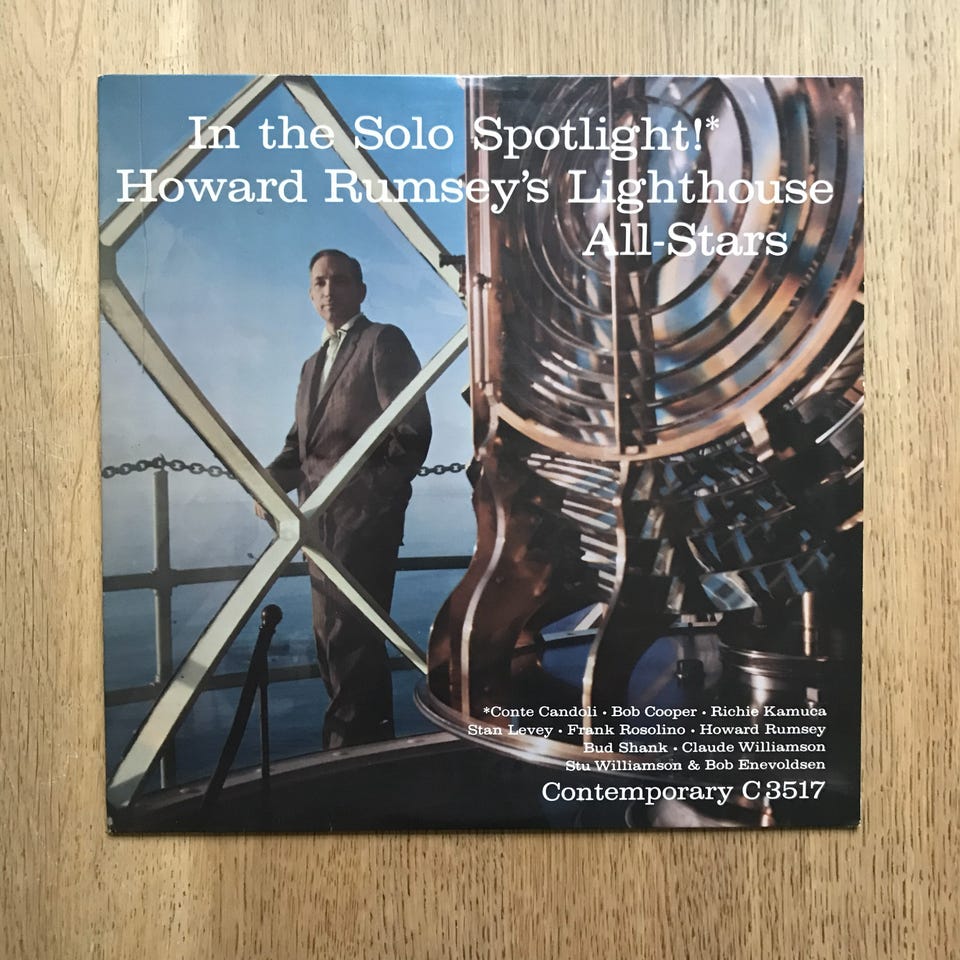 In the Solo Spotlight!*
Howard Rumsey's Lighthouse
All-Stars
*Conte Candoli • Bob Cooper • Richie Kamuca
Stan Levey • Frank Rosolino • Howard Rumsey
Bud Shank • Claude Williamson
Stu Williamson & Bob Enevoldsen
Contemporary C 3517